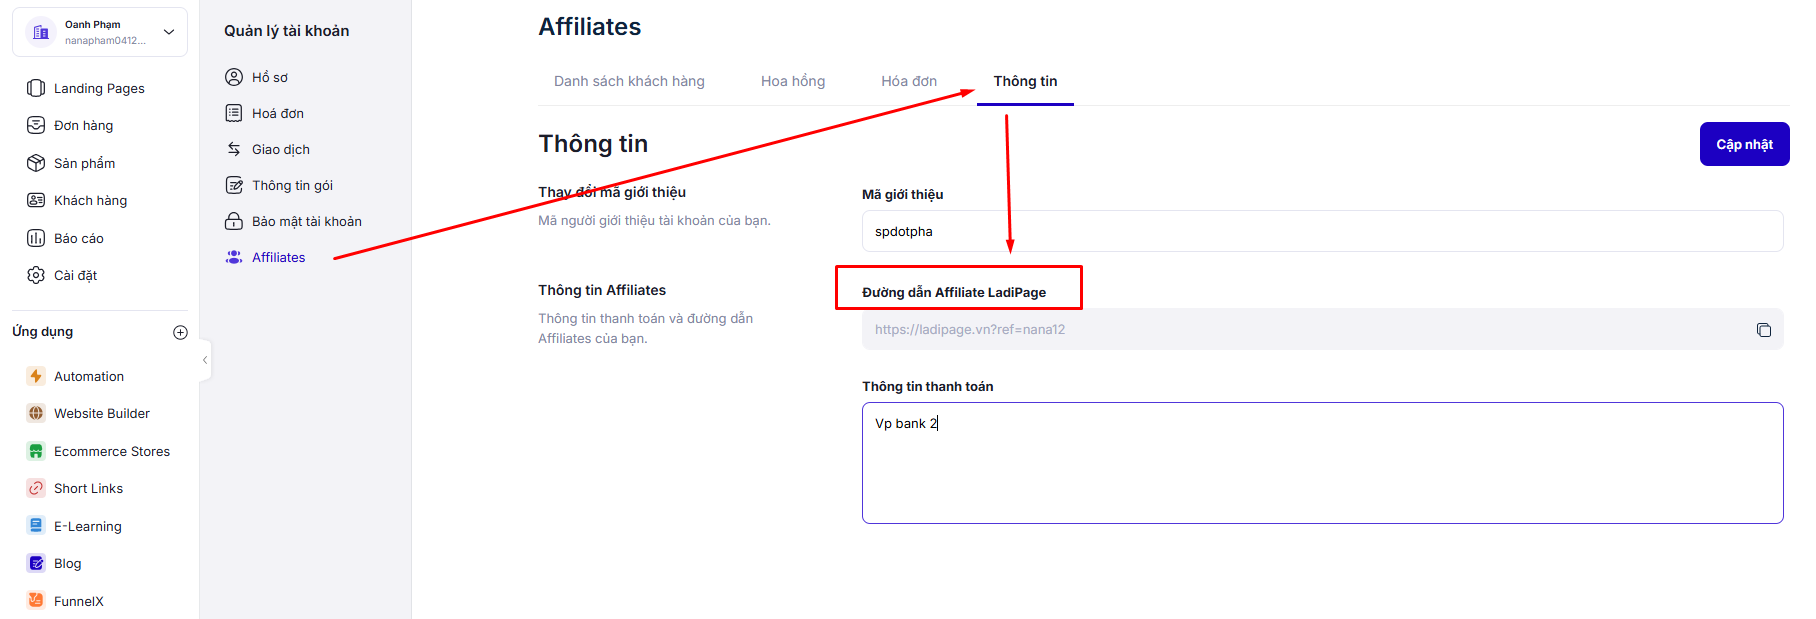 Oanh Phạm
nanapham0412...
Landing Pages
Đơn hàng
Sản phẩm
Khách hàng
Báo cáo
Cài đặt
Ứng dụng
Automation
Website Builder
Ecommerce Stores
Short Links
E-Learning
Blog
FunnelX
Quản lý tài khoản
Hồ sơ
Hoá đơn
Giao dịch
Thông tin gói
Bảo mật tài khoản
Affiliates
Affiliates
Danh sách khách hàng
Hoa hồng
Hóa đơn
Thông tin
Thông tin
Cập nhật
Thay đổi mã giới thiệu
Mã người giới thiệu tài khoản của bạn.
Mã giới thiệu
spdotpha
Thông tin Affiliates
Thông tin thanh toán và đường dẫn
Affiliates của bạn.
Đường dẫn Affiliate LadiPage
https://ladipage.vn?ref=nana12
Thông tin thanh toán
Vp bank 2